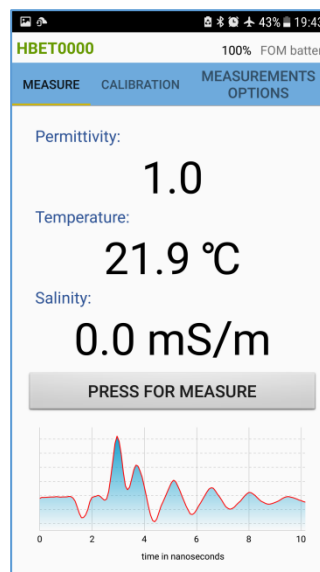 43% 19:43
HBET0000 100% FOM batter
MEASURE CALIBRATION MEASUREMENTS OPTIONS
Permittivity:
1.0
Temperature:
21.9 °C
Salinity:
0.0 mS/m
PRESS FOR MEASURE
0 2 4 6 8 10
time in nanoseconds